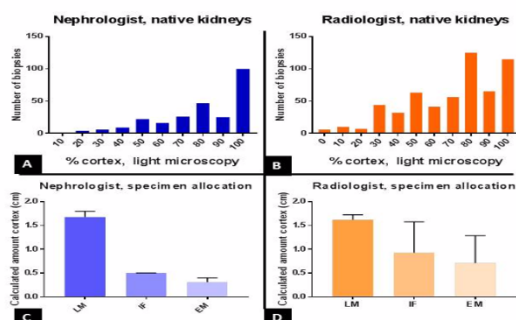 Nephrologist, native kidneys
Number of biopsies
150
100
50
0
10 20 30 40 50 60 70 80 90 100
A
% cortex, light microscopy
Radiologist, native kidneys
Number of biopsies
150
100
50
0
0 10 20 30 40 50 60 70 80 90 100
B
% cortex, light microscopy
Nephrologist, specimen allocation
Calculated amount cortex (cm)
2.0
1.5
1.0
0.5
0.0
LM IF EM
C
Radiologist, specimen allocation
Calculated amount cortex (cm)
2.0
1.5
1.0
0.5
0.0
LM IF EM
D